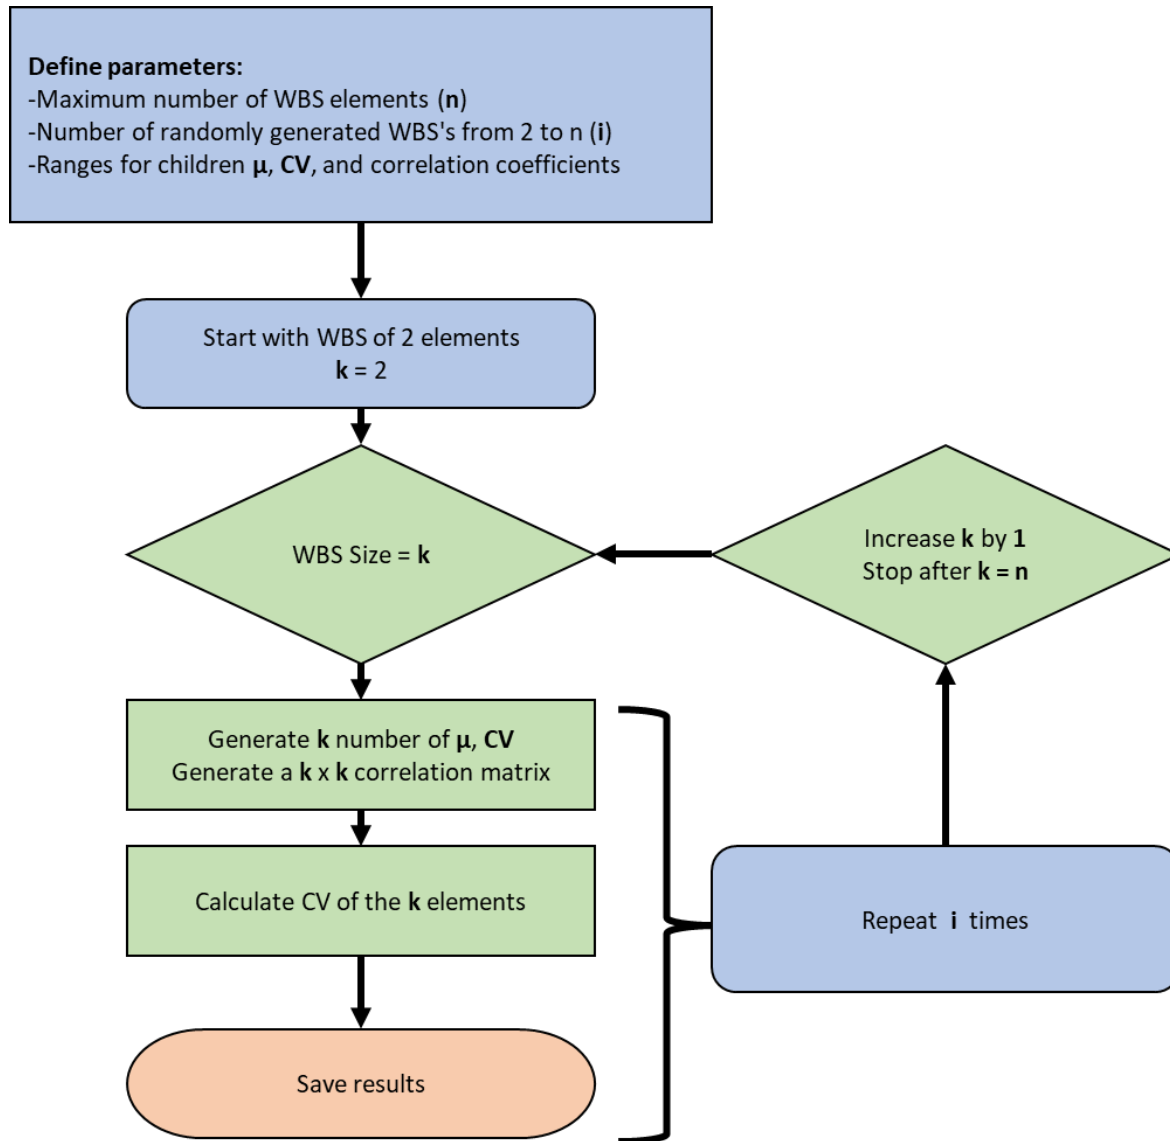 Define parameters:
-Maximum number of WBS elements (n)
-Number of randomly generated WBS's from 2 to n (i)
-Ranges for children μ, CV, and correlation coefficients
Start with WBS of 2 elements
k = 2
WBS Size = k
Increase k by 1
Stop after k = n
Generate k number of μ, CV
Generate a k x k correlation matrix
Calculate CV of the k elements
Repeat i times
Save results